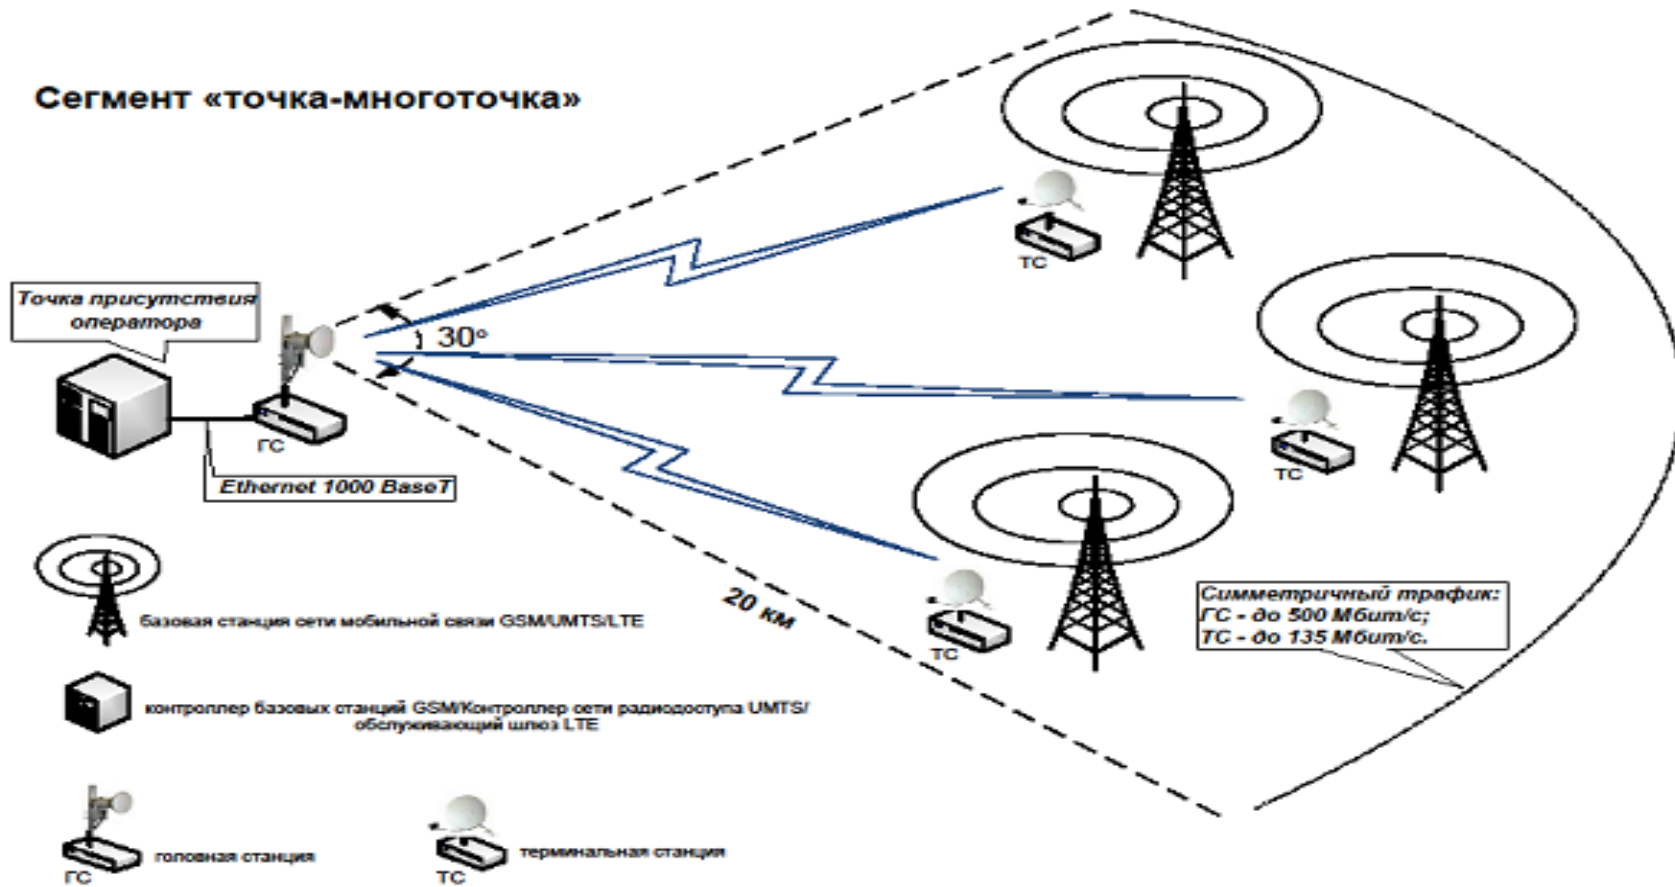 Сегмент «точка-многоточка»
ТС
Точка присутствия
оператора
30°
ГС
ТС
Ethernet 1000 BaseT
20 км
Симметричный трафик:
ГС - до 500 Мбит/с;
ТС - до 135 Мбит/с.
ТС
базовая станция сети мобильной связи GSM/UMTS/LTE
контроллер базовых станций GSM/Контроллер сети радиодоступа UMTS/
обслуживающий шлюз LTE
головная станция
ГС
терминальная станция
ТС